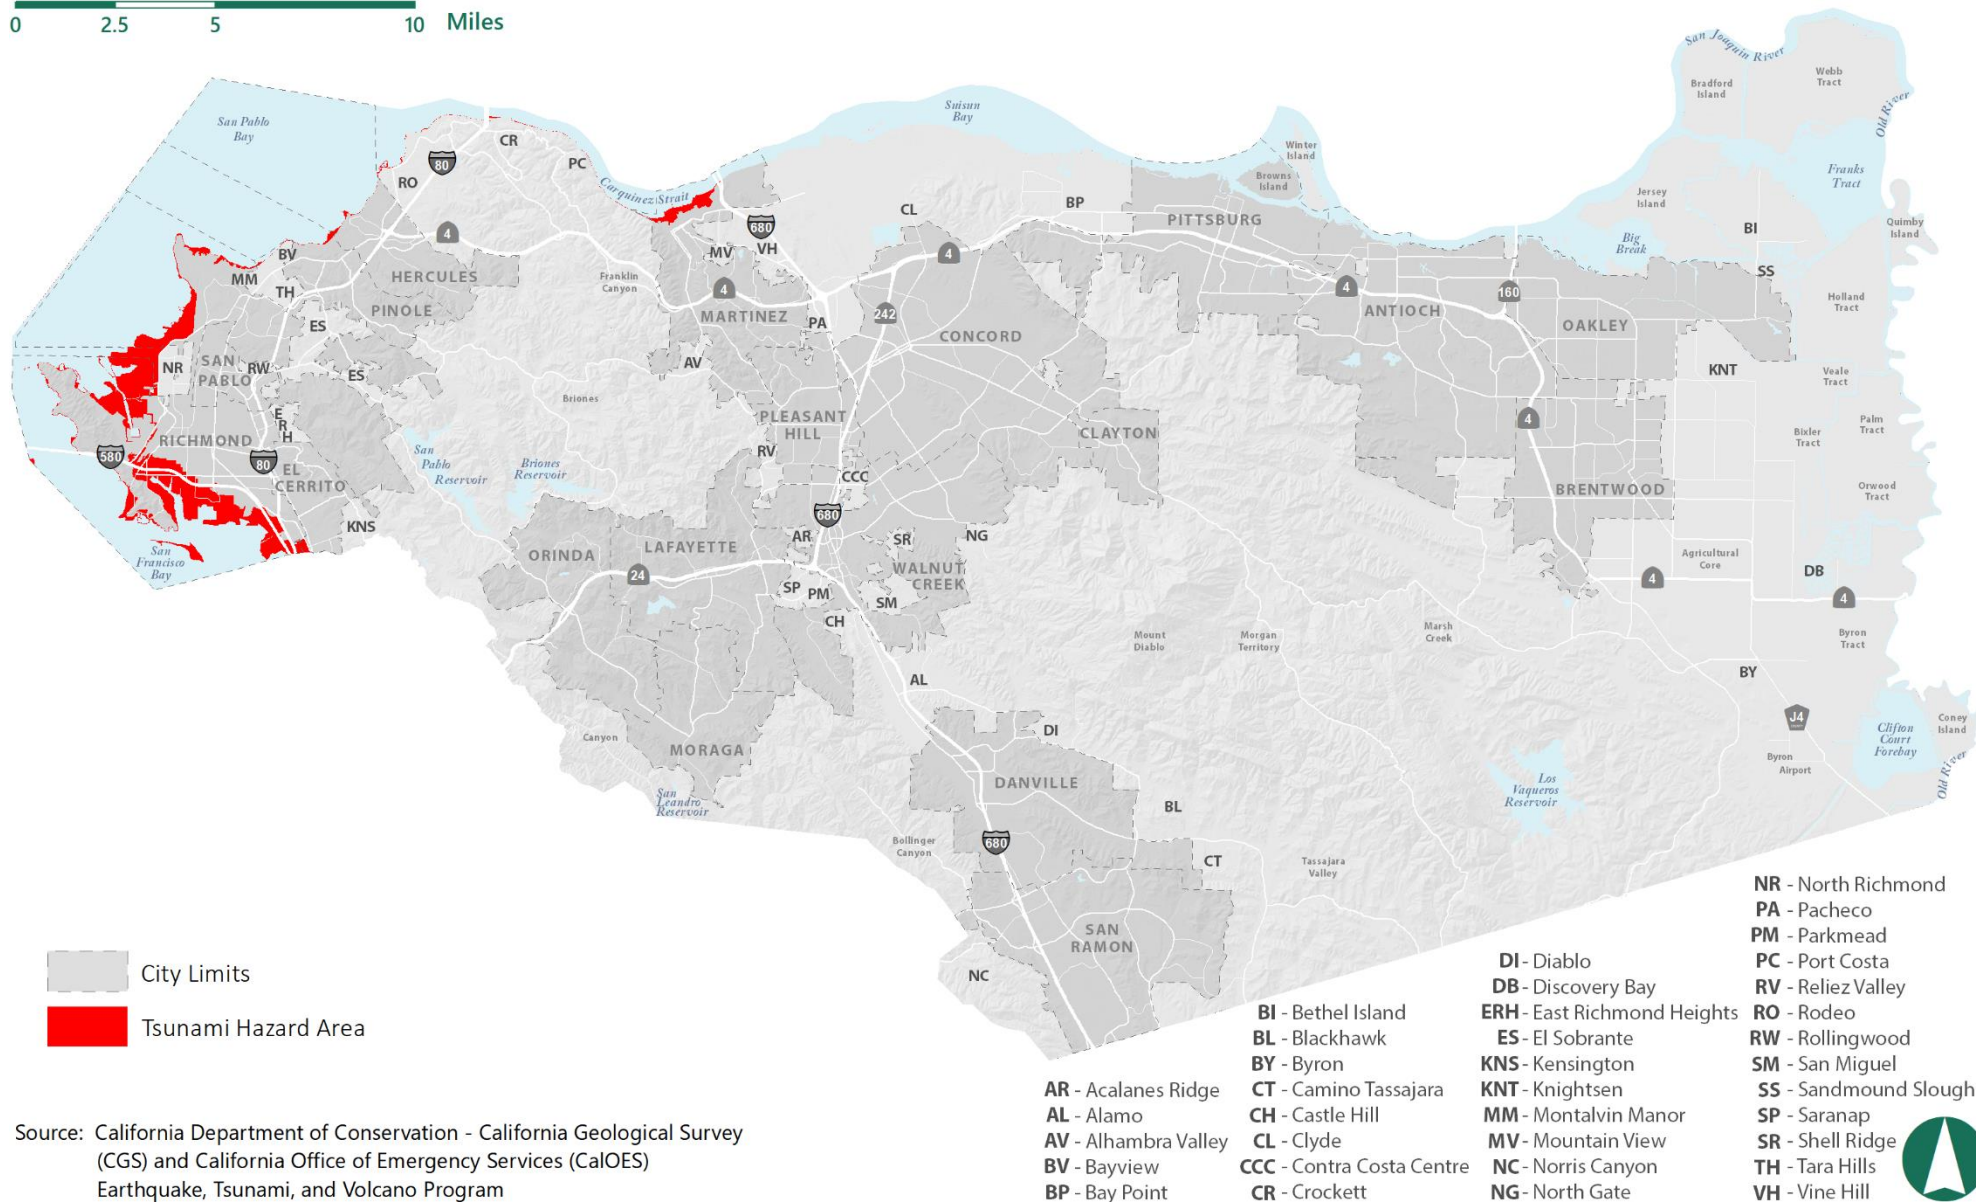 0 2.5 5 10 Miles
San Joaquin River
Webb
Tract
Bradford
Island
Old River
San Pablo
Bay
Suisun
Bay
CR
80
PC
RO
Winter
Island
Browns
Island
Franks
Tract
Carquinez Strait
Jersey
Island
CL
BP
PITTSBURG
Quimby
Island
BI
680
4
Big
Break
BV
MV
VH
4
MM
HERCULES
Franklin
Canyon
SS
TH
4
4
160
Holland
Tract
PINOLE
ES
MARTINEZ
PA
242
CONCORD
ANTIOCH
OAKLEY
SAN
PABLO
NR
RW
ES
AV
KNT
Veale
Tract
Briones
E
R
H
PLEASANT
HILL
CLAYTON
4
Palm
Tract
Bixler
Tract
RICHMOND
580
80
EL
CERRITO
San
Pablo
Reservoir
Briones
Reservoir
RV
CCC
BRENTWOOD
Orwood
Tract
KNS
680
San
Francisco
Bay
ORINDA
LAFAYETTE
AR
SR
NG
Agricultural
Core
24
WALNUT
CREEK
DB
4
4
SP
PM
SM
CH
Mount
Diablo
Morgan
Territory
Marsh
Creek
Byron
Tract
AL
BY
Canyon
MORAGA
DI
J4
Clifton
Court
Forebay
Coney
Island
Byron
Airport
Old River
DANVILLE
San
Leandro
Reservoir
BL
Los
Vaqueros
Reservoir
Bollinger
Canyon
680
CT
Tassajara
Valley
SAN
RAMON
NC
City Limits
Tsunami Hazard Area
AR - Acalanes Ridge
AL - Alamo
AV - Alhambra Valley
BV - Bayview
BP - Bay Point
BI - Bethel Island
BL - Blackhawk
BY - Byron
CT - Camino Tassajara
CH - Castle Hill
CL - Clyde
CCC - Contra Costa Centre
CR - Crockett
DI - Diablo
DB - Discovery Bay
ERH - East Richmond Heights
ES - El Sobrante
KNS - Kensington
KNT - Knightsen
MM - Montalvin Manor
MV - Mountain View
NC - Norris Canyon
NG - North Gate
NR - North Richmond
PA - Pacheco
PM - Parkmead
PC - Port Costa
RV - Reliez Valley
RO - Rodeo
RW - Rollingwood
SM - San Miguel
SS - Sandmound Slough
SP - Saranap
SR - Shell Ridge
TH - Tara Hills
VH - Vine Hill
Source: California Department of Conservation - California Geological Survey
(CGS) and California Office of Emergency Services (CalOES)
Earthquake, Tsunami, and Volcano Program